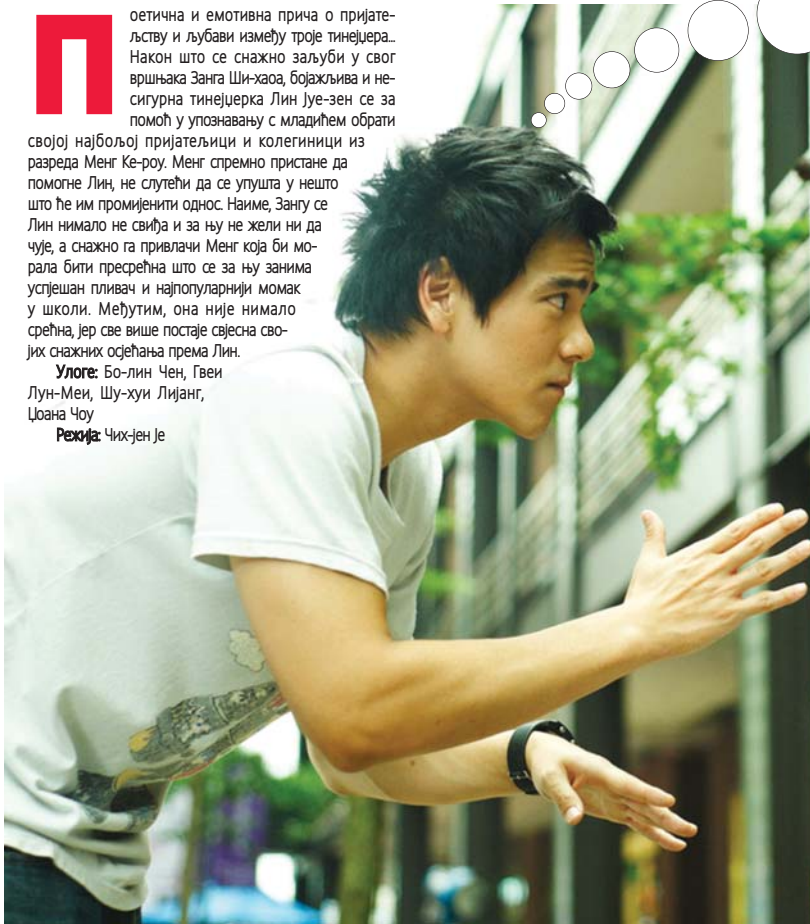 Поетична и емотивна прича о пријате-
љству и љубави између троје тинејџера...
Након што се снажно заљуби у свог
вршњака Занга Ши-хаоа, бојажљива и не-
сигурна тинејџерка Лин Јуе-зен се за
помоћ у упознавању с младићем обрати
својој најбољој пријатељици и колегиници из
разреда Менг Ке-роу. Менг спремно пристане да
помогне Лин, не слутећи да се упушта у нешто
што ће им промијенити однос. Наиме, Зангу се
Лин нимало не свиђа и за њу не жели ни да
чује, а снажно га привлачи Менг која би мо-
рала бити пресрећна што се за њу занима
успјешан пливач и најпопуларнији момак
у школи. Међутим, она није нимало
срећна, јер све више постаје свјесна сво-
јих снажних осјећања према Лин.
Улоге: Бо-лин Чен, Гвеи
Лун-Меи, Шу-хуи Лијанг,
Џоана Чоу
Режија: Чих-јен Је